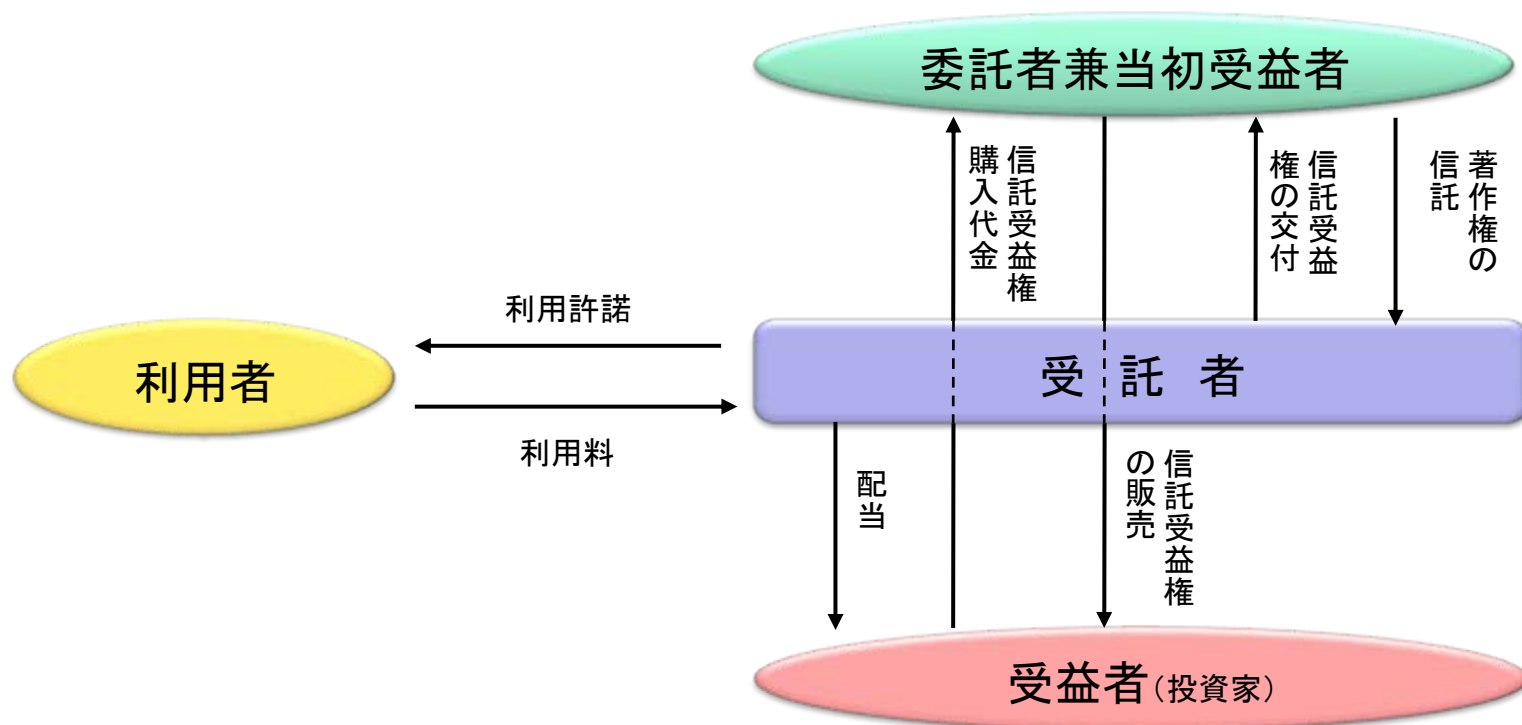 委託者兼当初受益者
信託受益権
購入代金
信託受益
権の交付
著作権の
信託
利用許諾
利用者
受 託 者
利用料
配当
信託受益権
の販売
受益者（投資家）